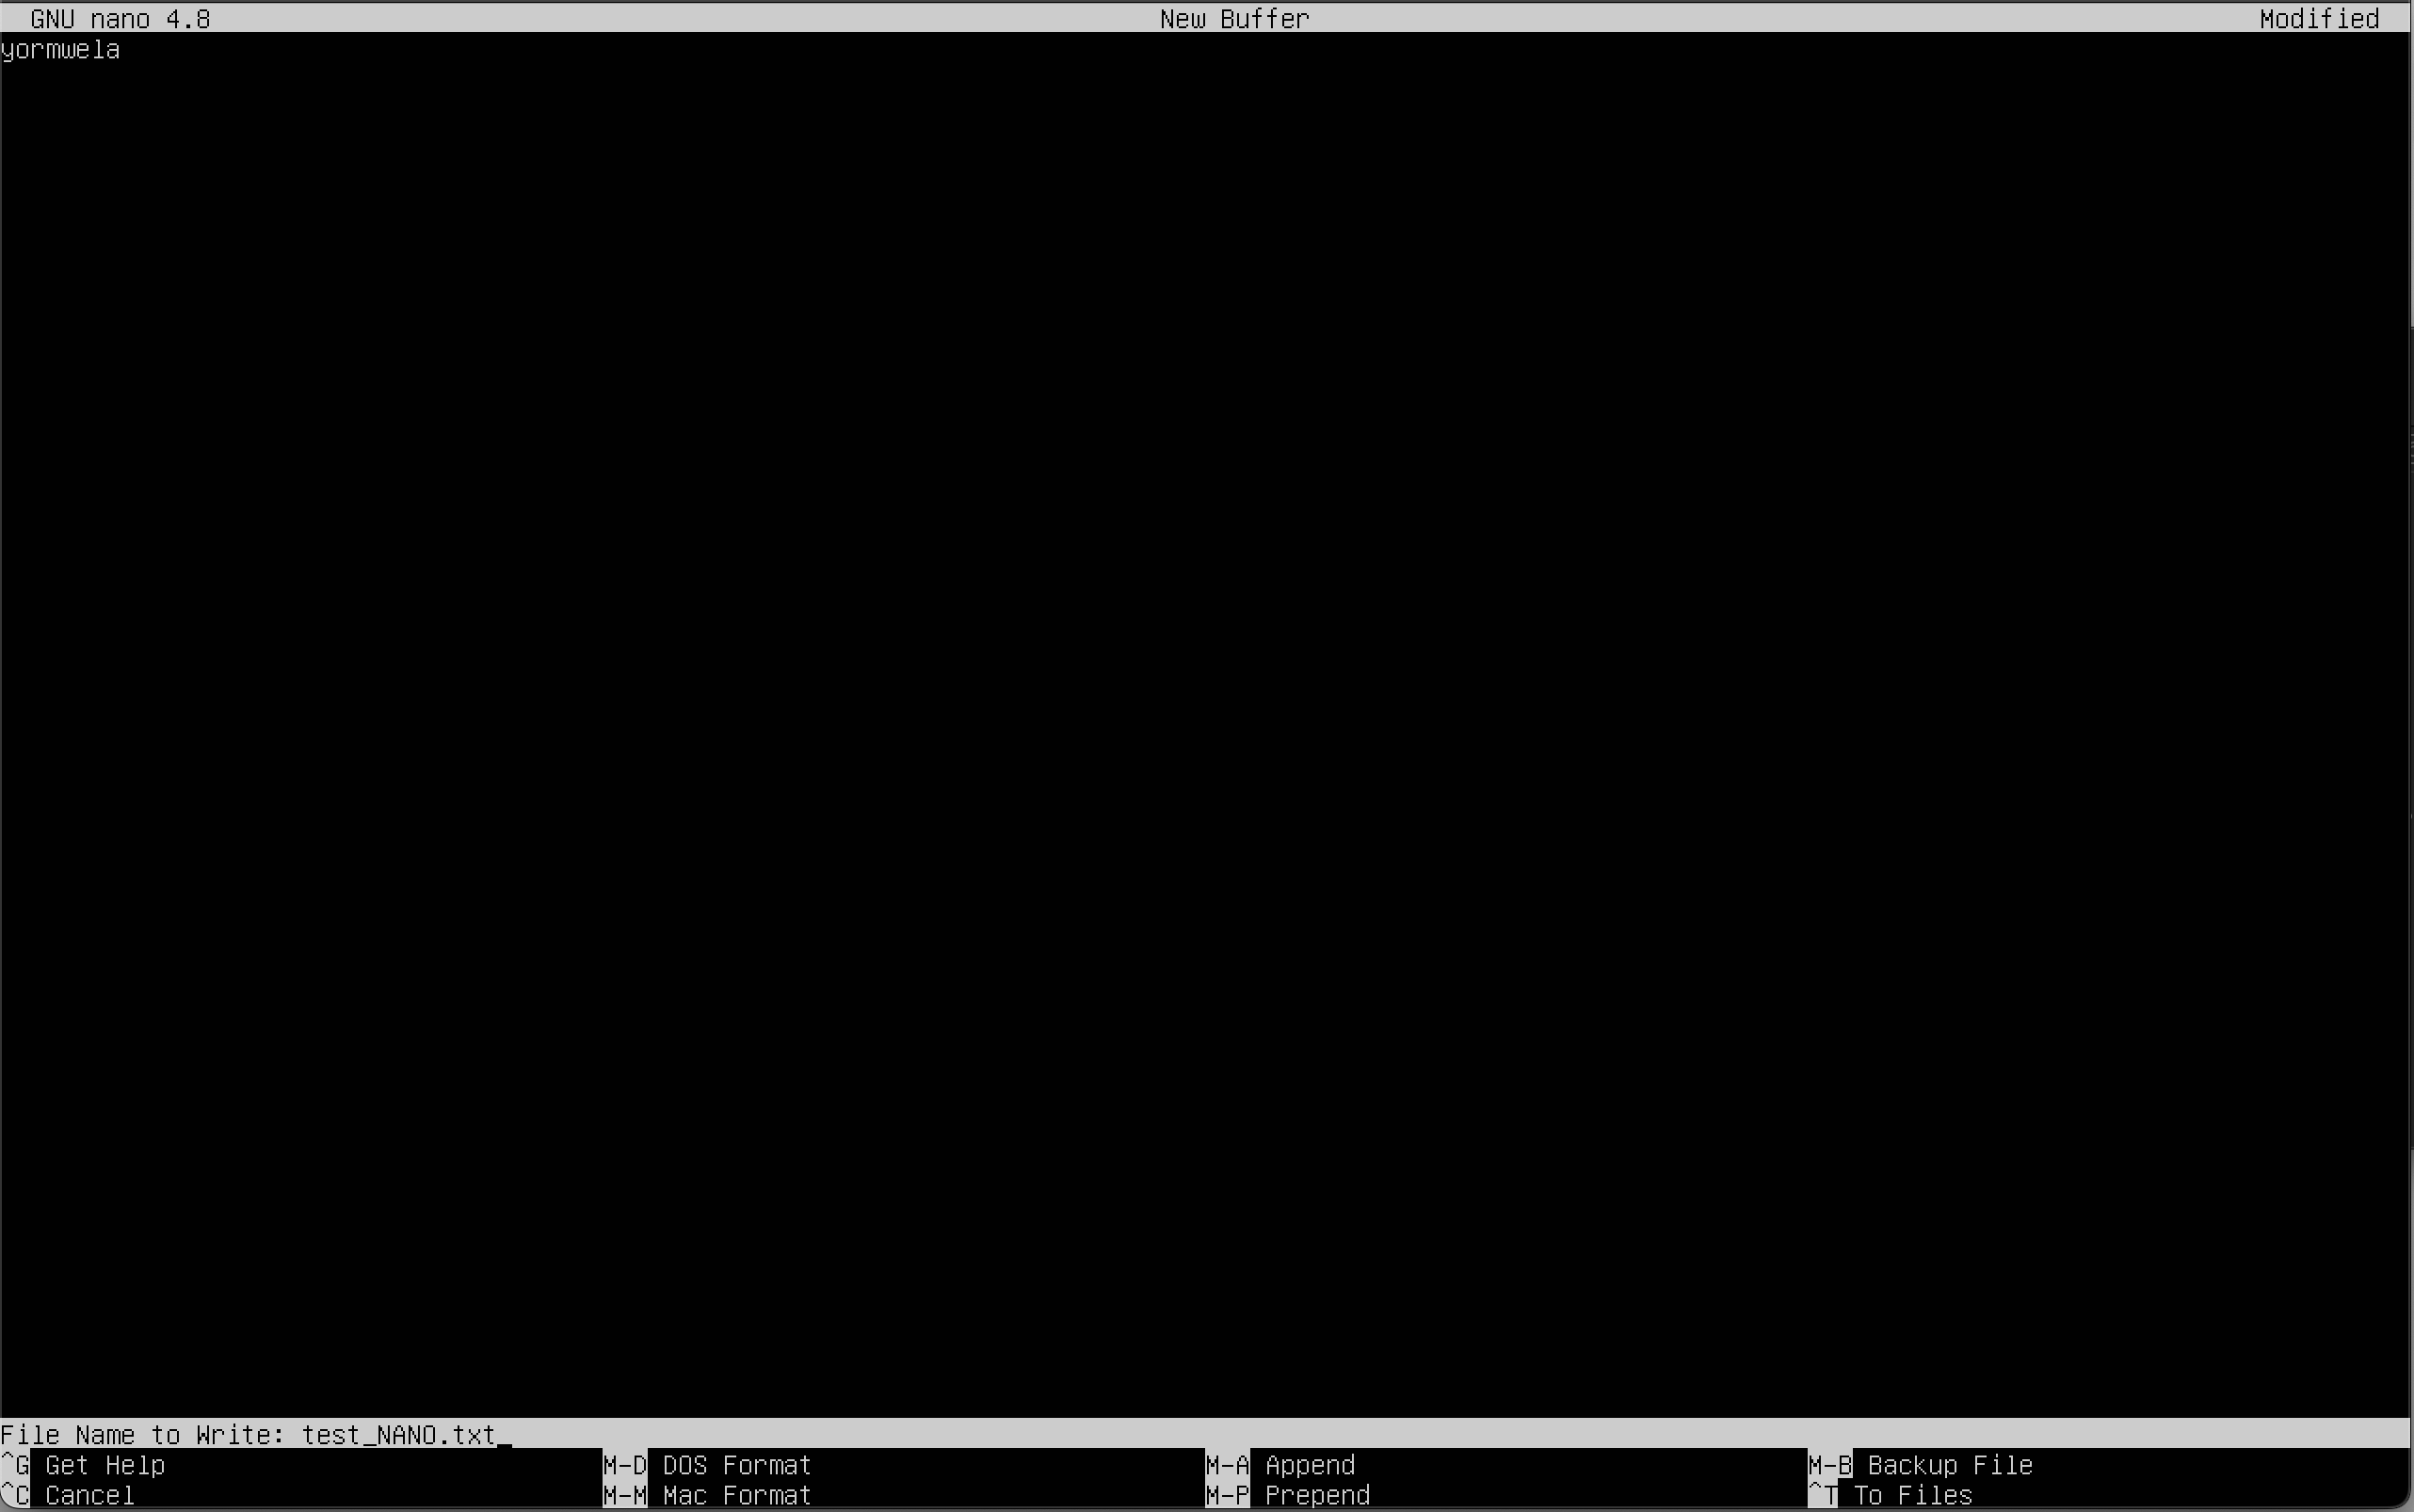 GNU nano 4.8 New Buffer Modified
yormwela
File Name to Write: test_NANO.txt
^G Get Help M-D DOS Format M-A Append M-B Backup File
^C Cancel M-M Mac Format M-P Prepend ^T To Files